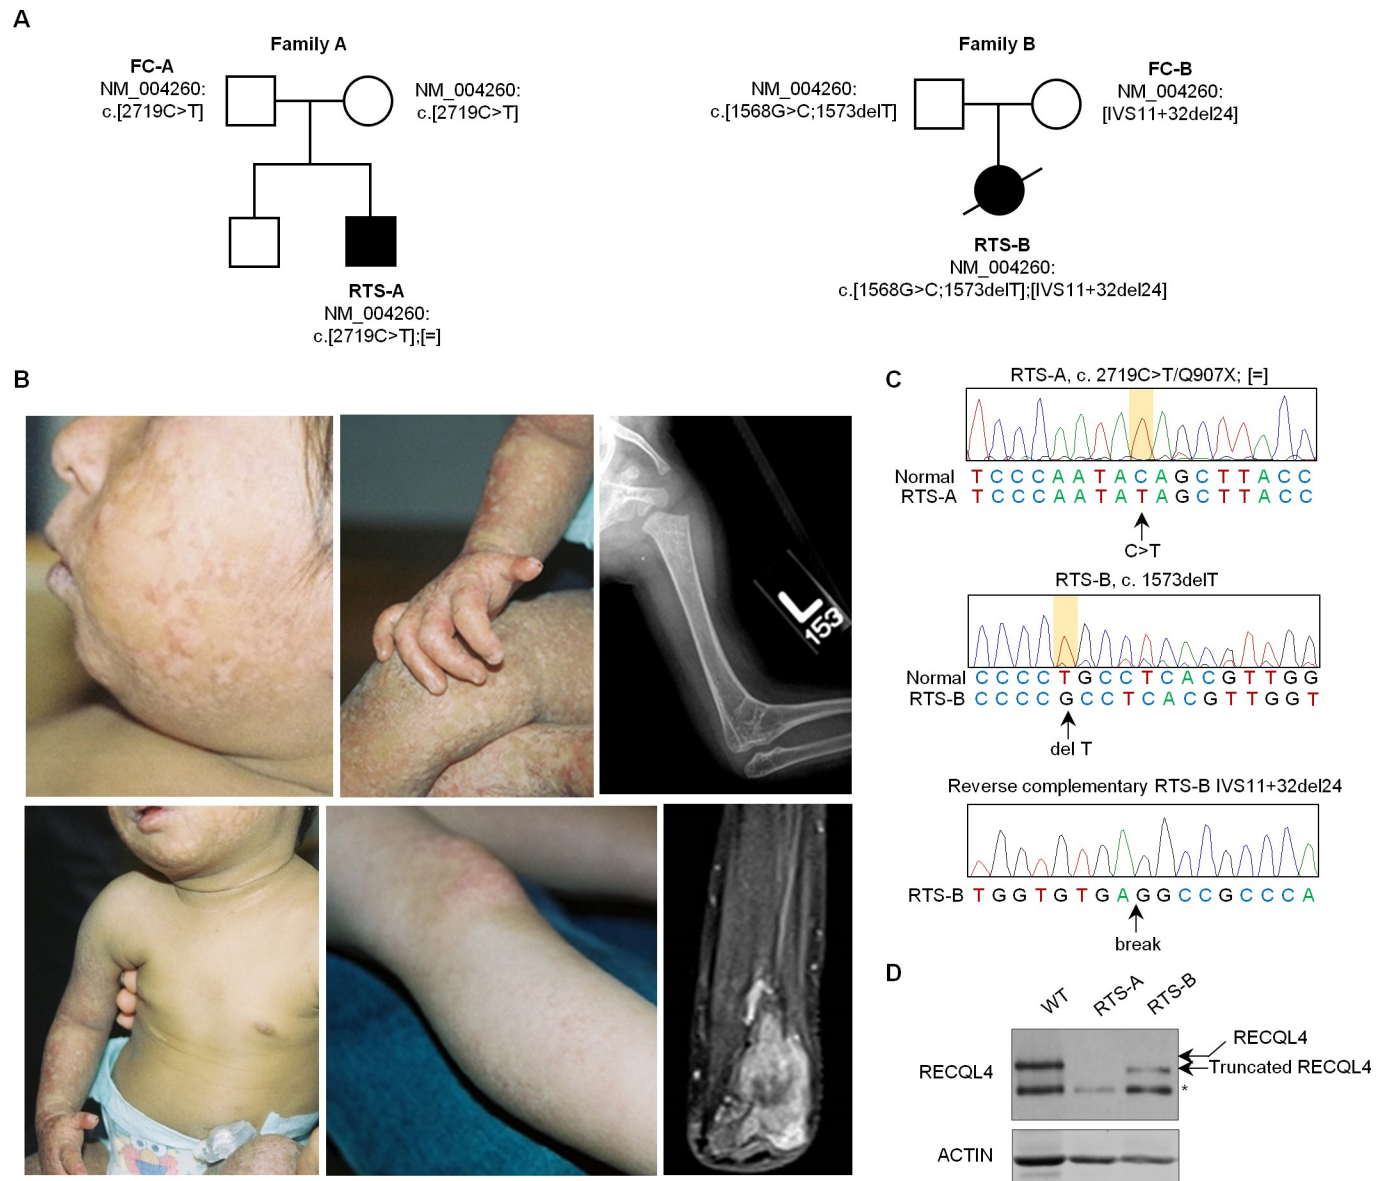 A
Family A
FC-A
NM_004260:
c.[2719C>T]
NM_004260:
c.[2719C>T]
RTS-A
NM_004260:
c.[2719C>T];[=]
Family B
NM_004260:
c.[1568G>C;1573delT]
FC-B
NM_004260:
[IVS11+32del24]
RTS-B
NM_004260:
c.[1568G>C;1573delT];[IVS11+32del24]
B
L
153
C
RTS-A, c. 2719C>T/Q907X; [=]
Normal T C C C A A T A C A G C T T A C C
RTS-A T C C C A A T A T A G C T T A C C
C>T
RTS-B, c. 1573delT
Normal C C C C T G C C T C A C G T T G G
RTS-B C C C C G C C T C A C G T T G G T
del T
Reverse complementary RTS-B IVS11+32del24
RTS-B T G G T G T G A G G C C G C C C A
break
D
WT RTS-A RTS-B
RECQL4
RECQL4
Truncated RECQL4
*
ACTIN